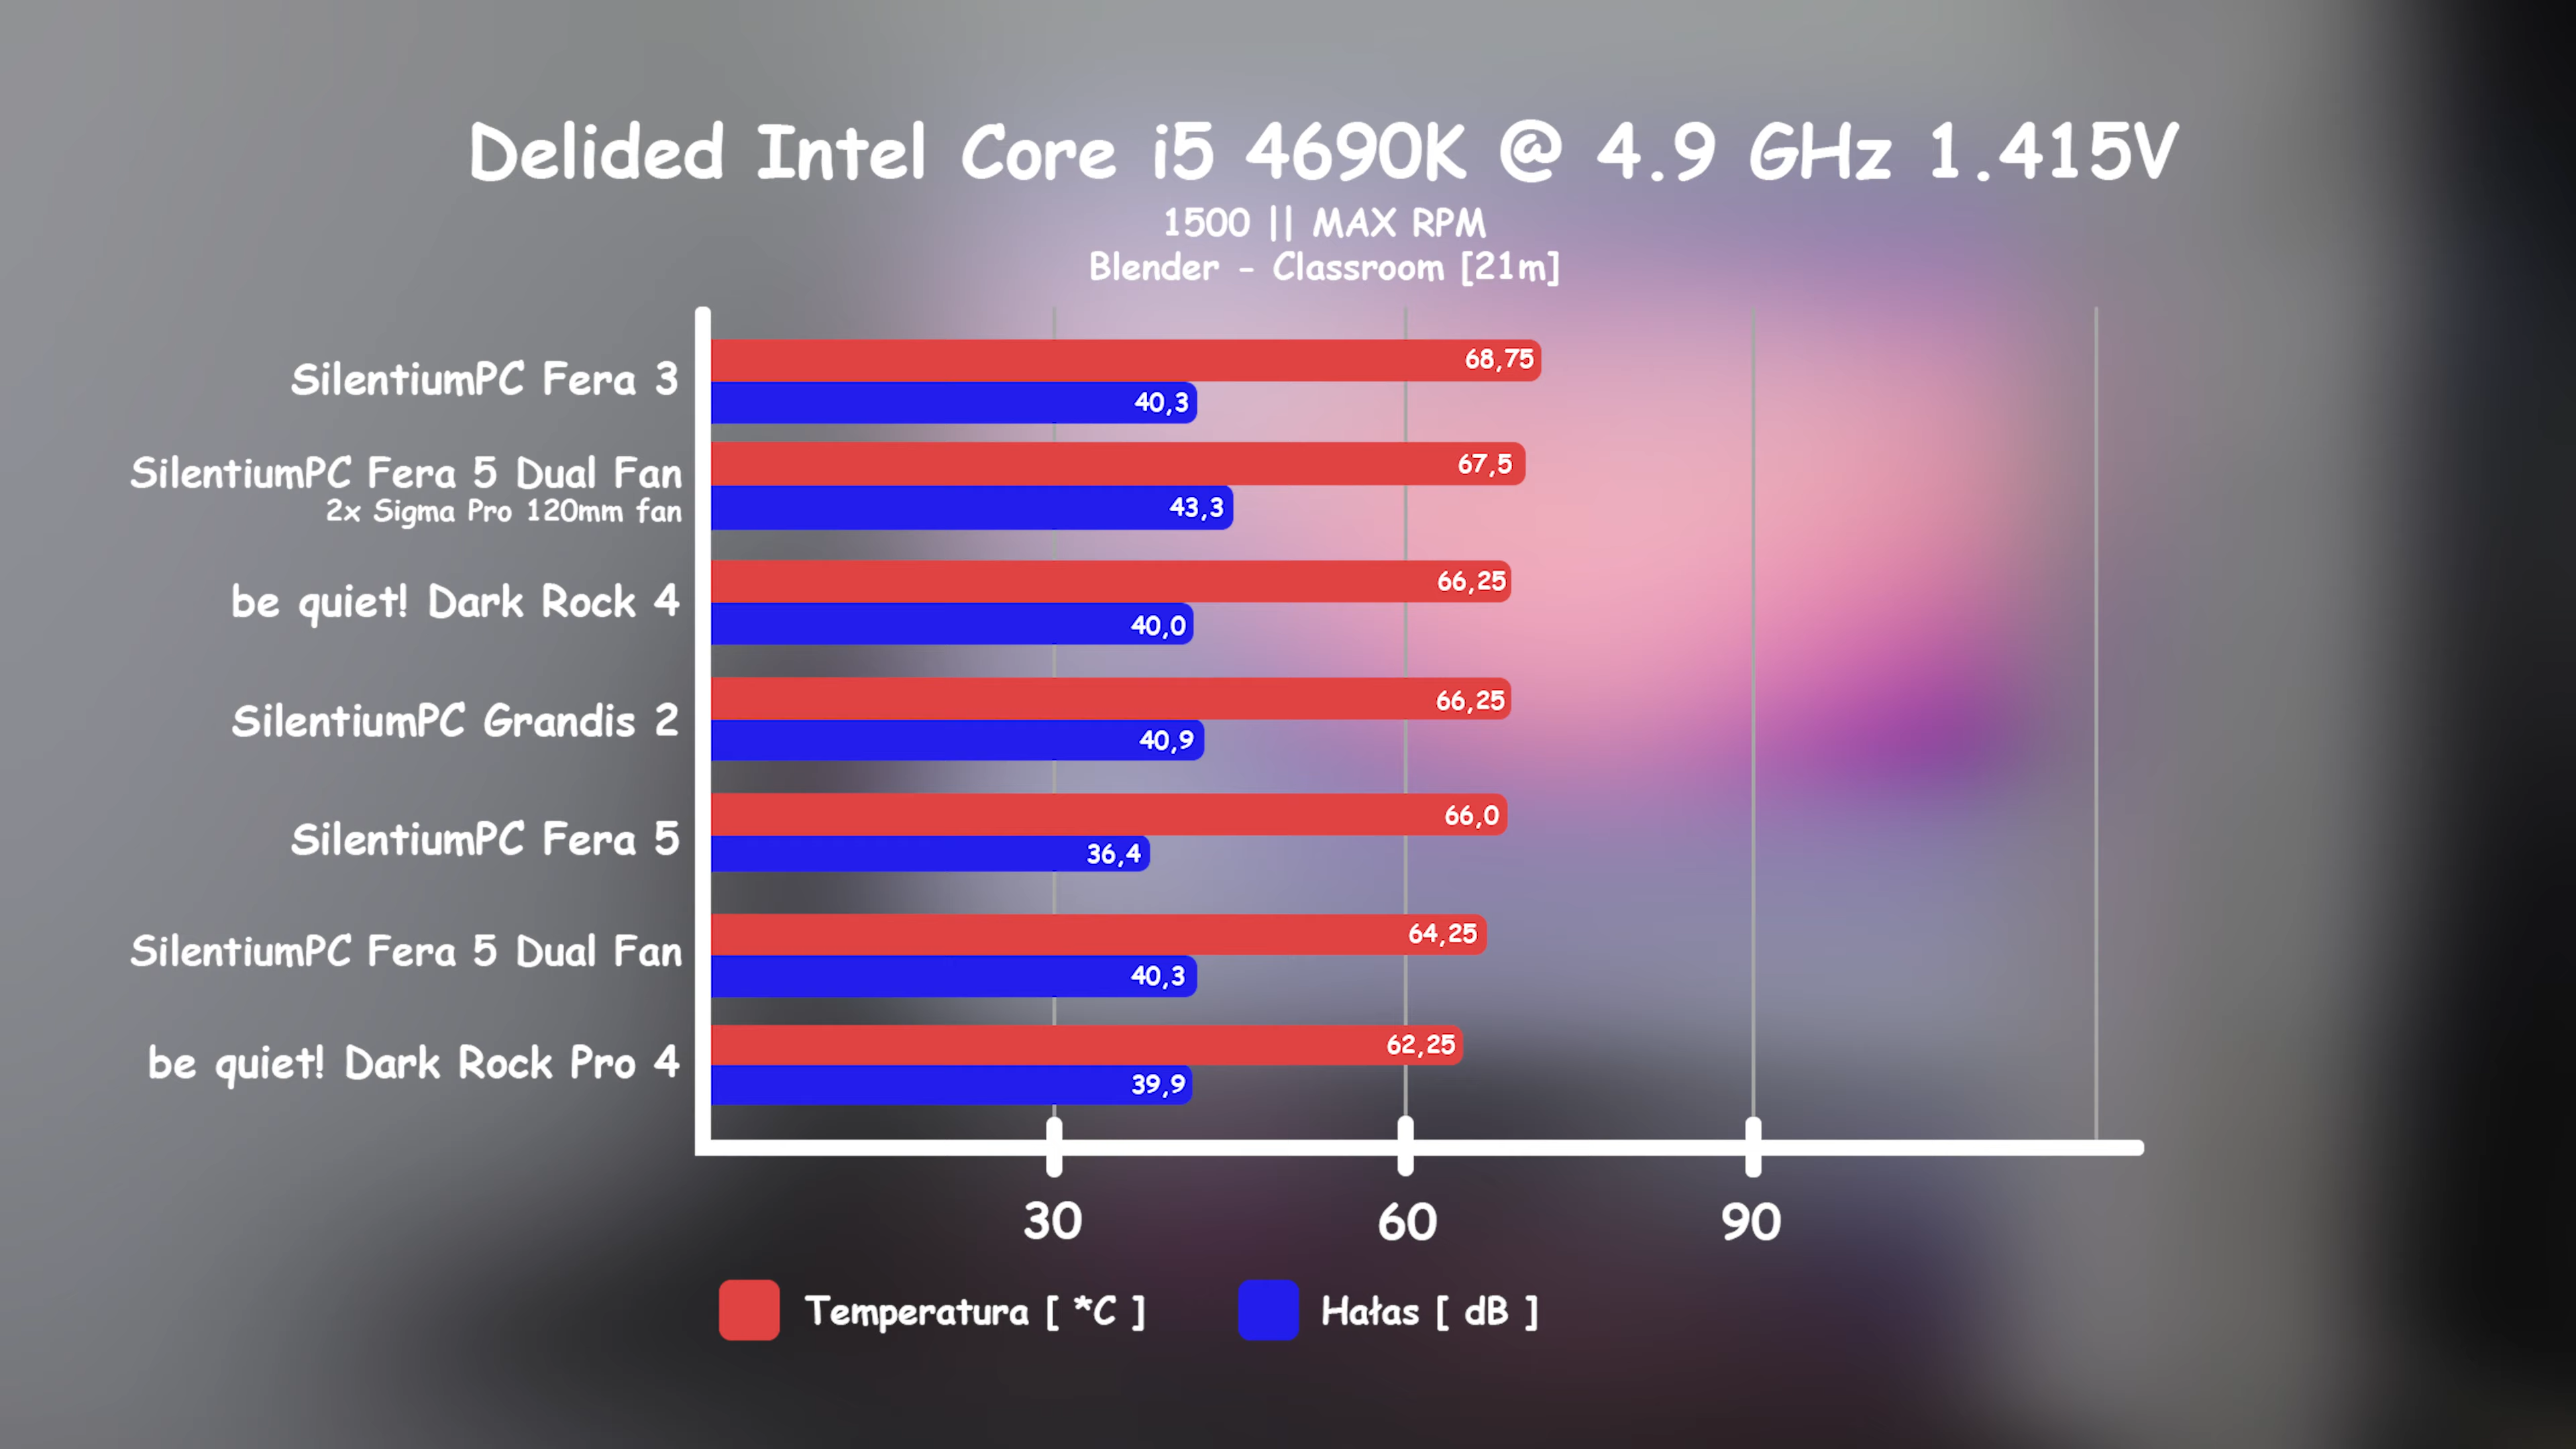 Delided Intel Core i5 4690K @ 4.9 GHz 1.415V
1500 || MAX RPM
Blender - Classroom [21m]
SilentiumPC Fera 3
68,75
40,3
SilentiumPC Fera 5 Dual Fan
2x Sigma Pro 120mm fan
67,5
43,3
be quiet! Dark Rock 4
66,25
40,0
SilentiumPC Grandis 2
66,25
40,9
SilentiumPC Fera 5
66,0
36,4
SilentiumPC Fera 5 Dual Fan
64,25
40,3
be quiet! Dark Rock Pro 4
62,25
39,9
30 60 90
Temperatura [ *C ] Hałas [ dB ]